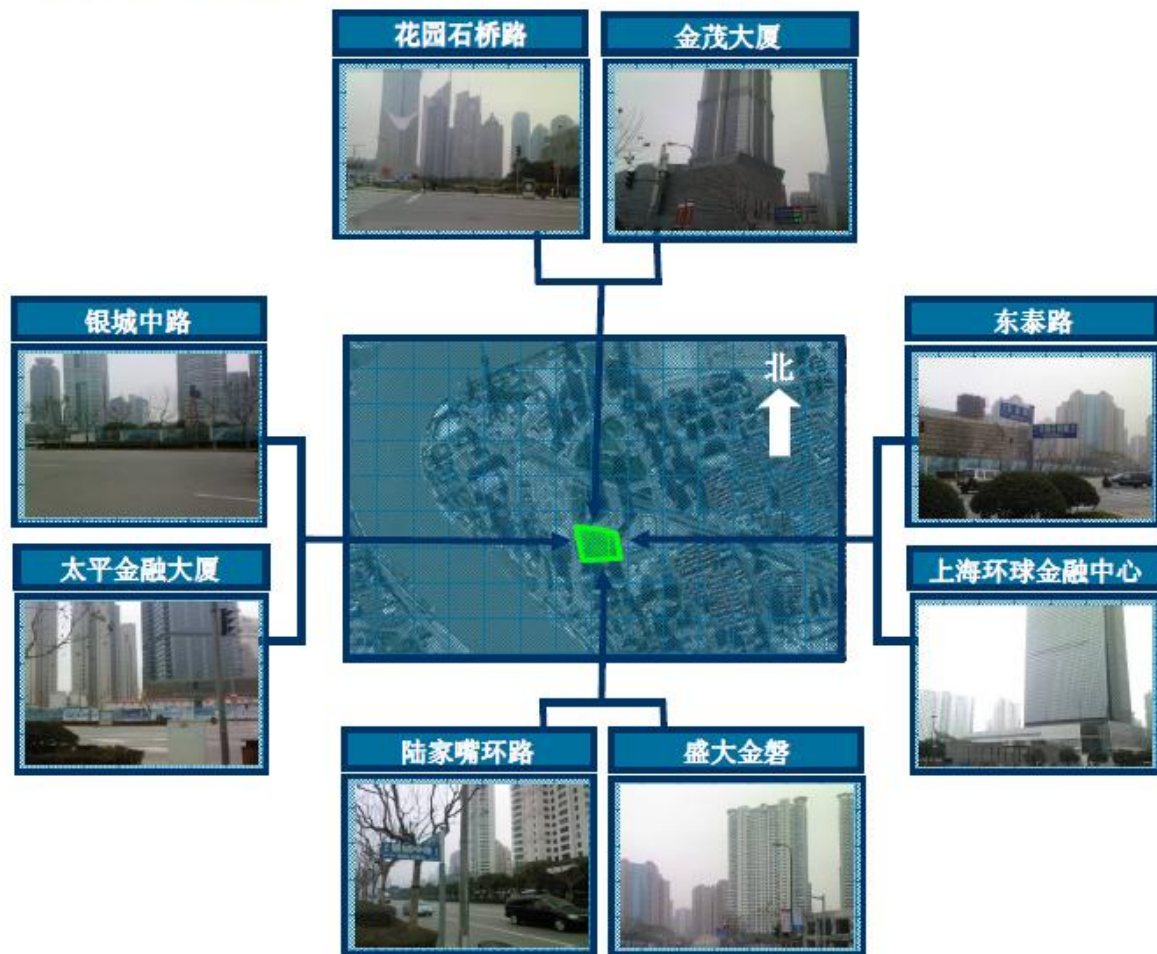 花园石桥路
金茂大厦
银城中路
北
东泰路
太平金融大厦
上海环球金融中心
陆家嘴环路
盛大金磐